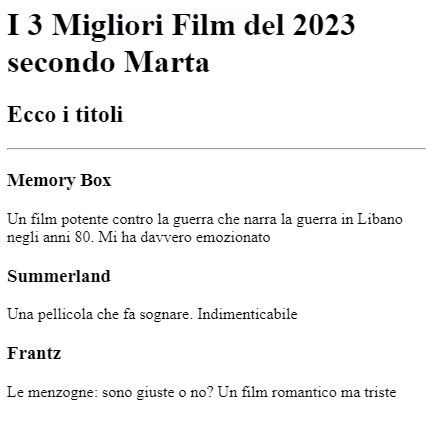 I 3 Migliori Film del 2023
secondo Marta
Ecco i titoli
Memory Box
Un film potente contro la guerra che narra la guerra in Libano
negli anni 80. Mi ha davvero emozionato
Summerland
Una pellicola che fa sognare. Indimenticabile
Frantz
Le menzogne: sono giuste o no? Un film romantico ma triste